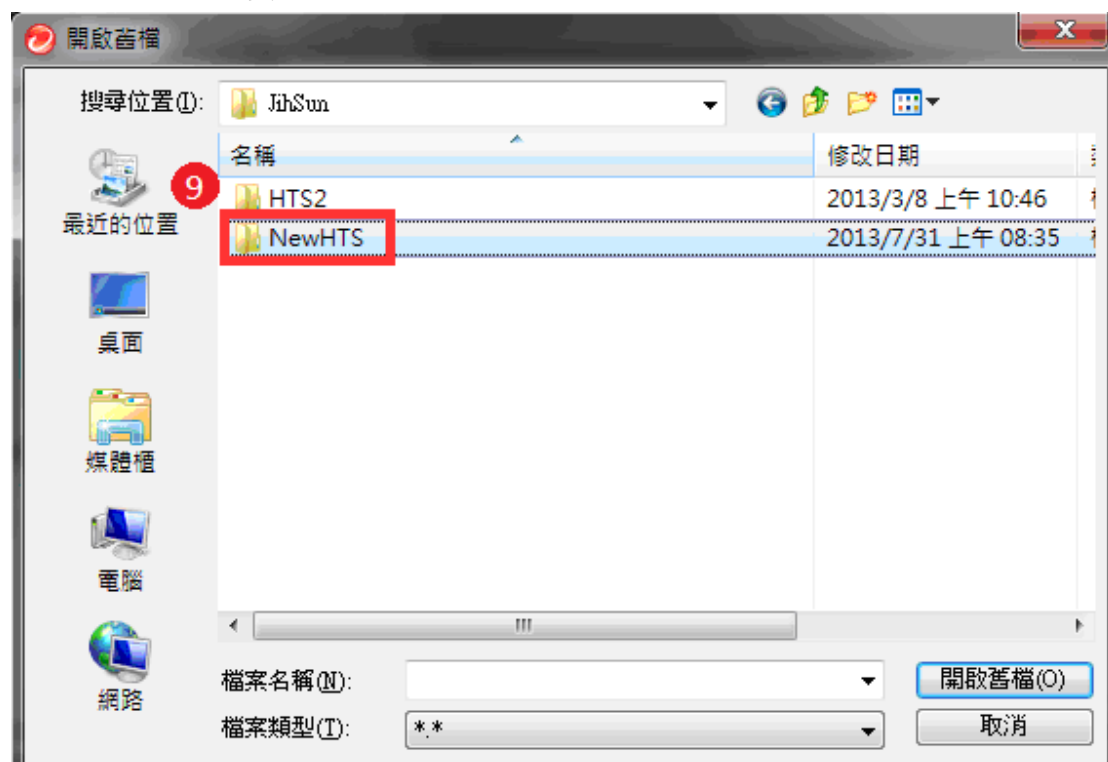 開啟舊檔
搜尋位置(I): JihSun
名稱 修改日期
9
HTS2 2013/3/8 上午 10:46
NewHTS 2013/7/31 上午 08:35
最近的位置
桌面
媒體櫃
電腦
網路
檔案名稱(N): 開啟舊檔(O)
檔案類型(T): *.* 取消